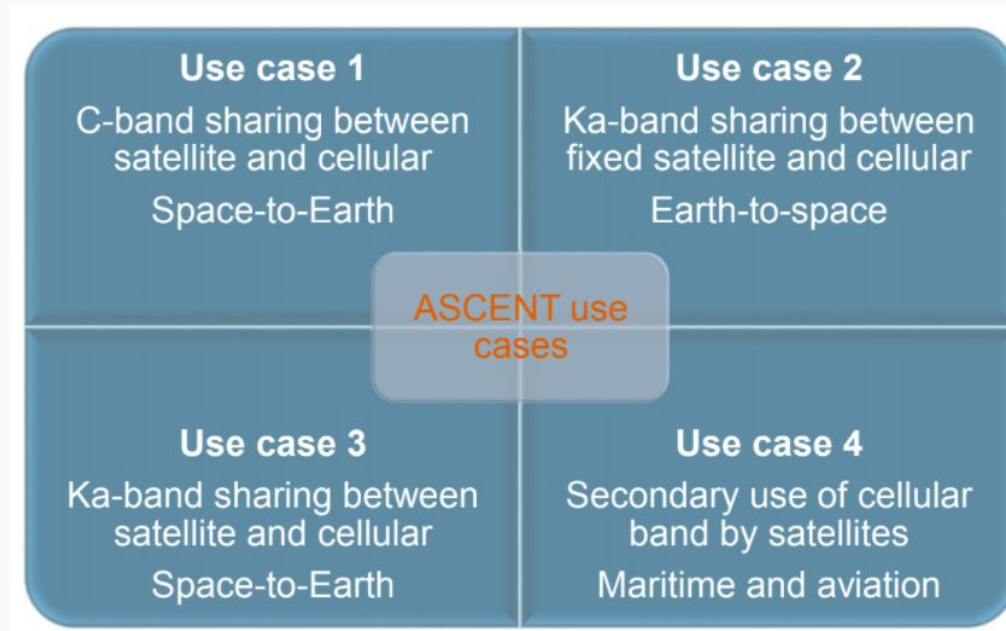 Use case 1
C-band sharing between
satellite and cellular
Space-to-Earth
Use case 2
Ka-band sharing between
fixed satellite and cellular
Earth-to-space
ASCENT use
cases
Use case 3
Ka-band sharing between
satellite and cellular
Space-to-Earth
Use case 4
Secondary use of cellular
band by satellites
Maritime and aviation